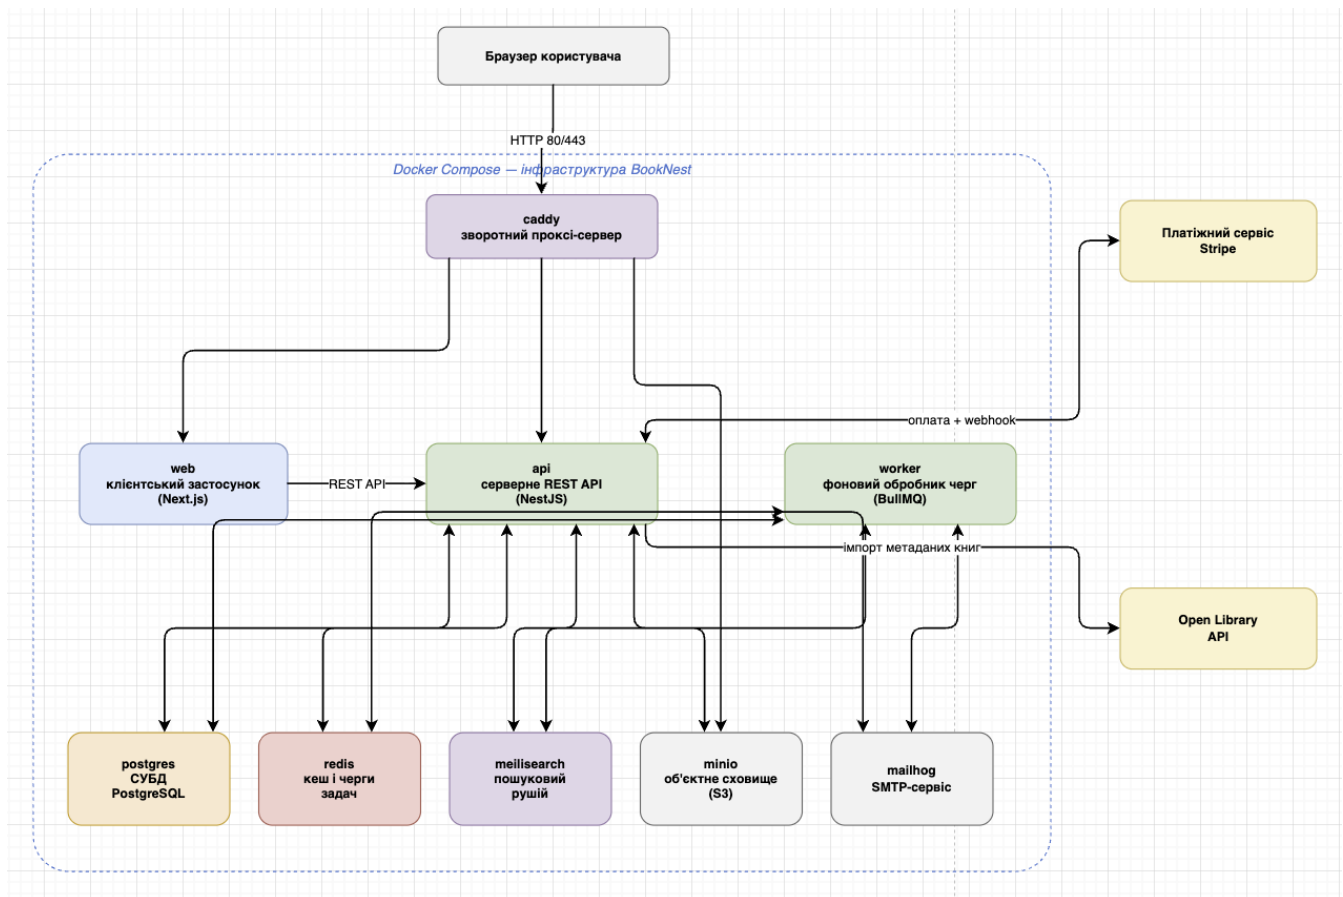 Браузер користувача
HTTP 80/443
Docker Compose — інфраструктура BookNest
caddy
зворотний проксі-сервер
Платіжний сервіс
Stripe
оплата + webhook
web
клієнтський застосунок
(Next.js)
REST API
api
серверне REST API
(NestJS)
worker
фоновий обробник черг
(BullMQ)
імпорт метаданих книг
Open Library
API
postgres
СУБД
PostgreSQL
redis
кеш і черги
задач
meilisearch
пошуковий
рушій
minio
об'єктне сховище
(S3)
mailhog
SMTP-сервіс